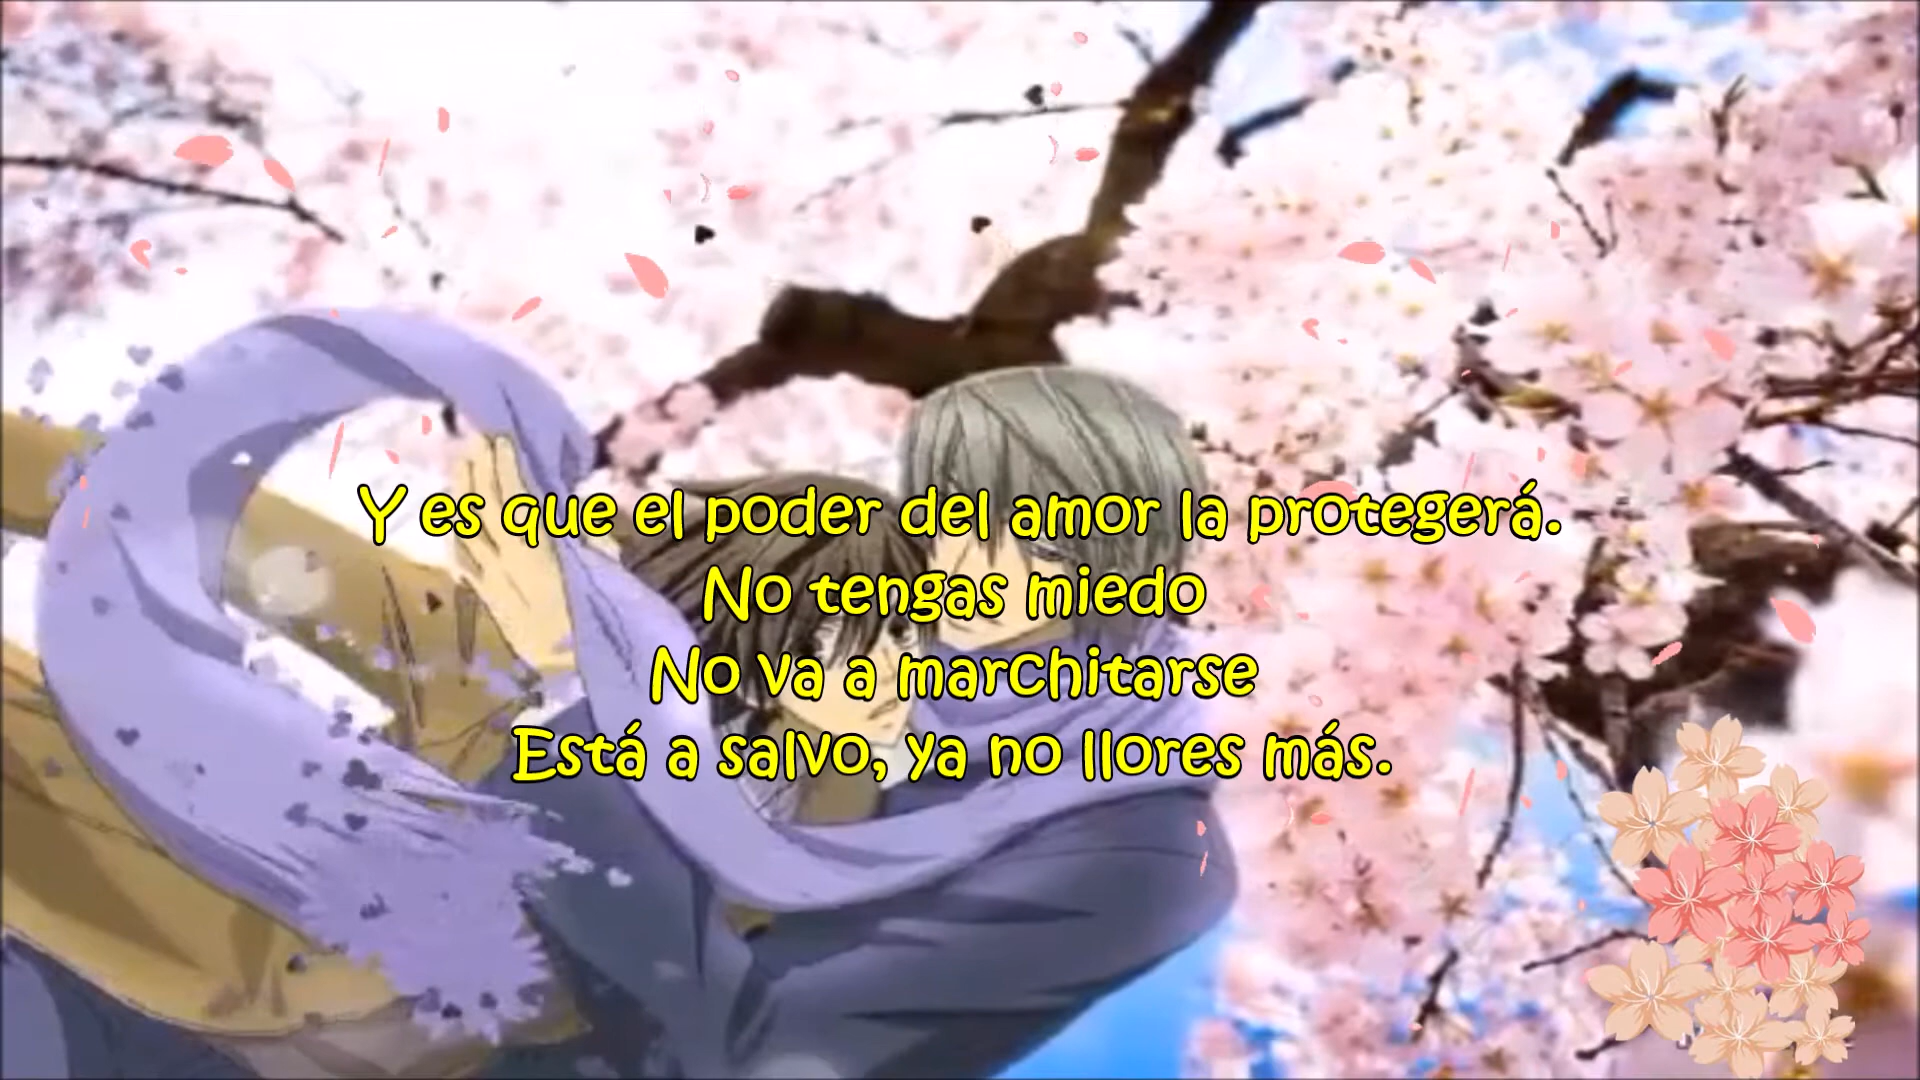 Y es que el poder del amor la protegerá.
No tengas miedo
No va a marchitarse
Está a salvo, ya no llores más.